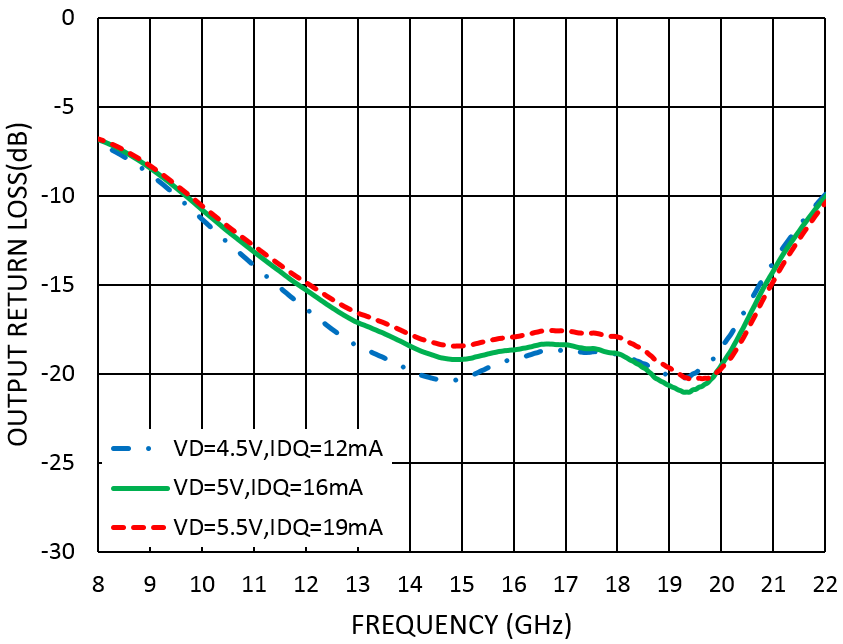 0
-5
-10
-15
-20
-25
-30
OUTPUT RETURN LOSS(dB)
VD=4.5V,IDQ=12mA
VD=5V,IDQ=16mA
VD=5.5V,IDQ=19mA
8 9 10 11 12 13 14 15 16 17 18 19 20 21 22
FREQUENCY (GHz)